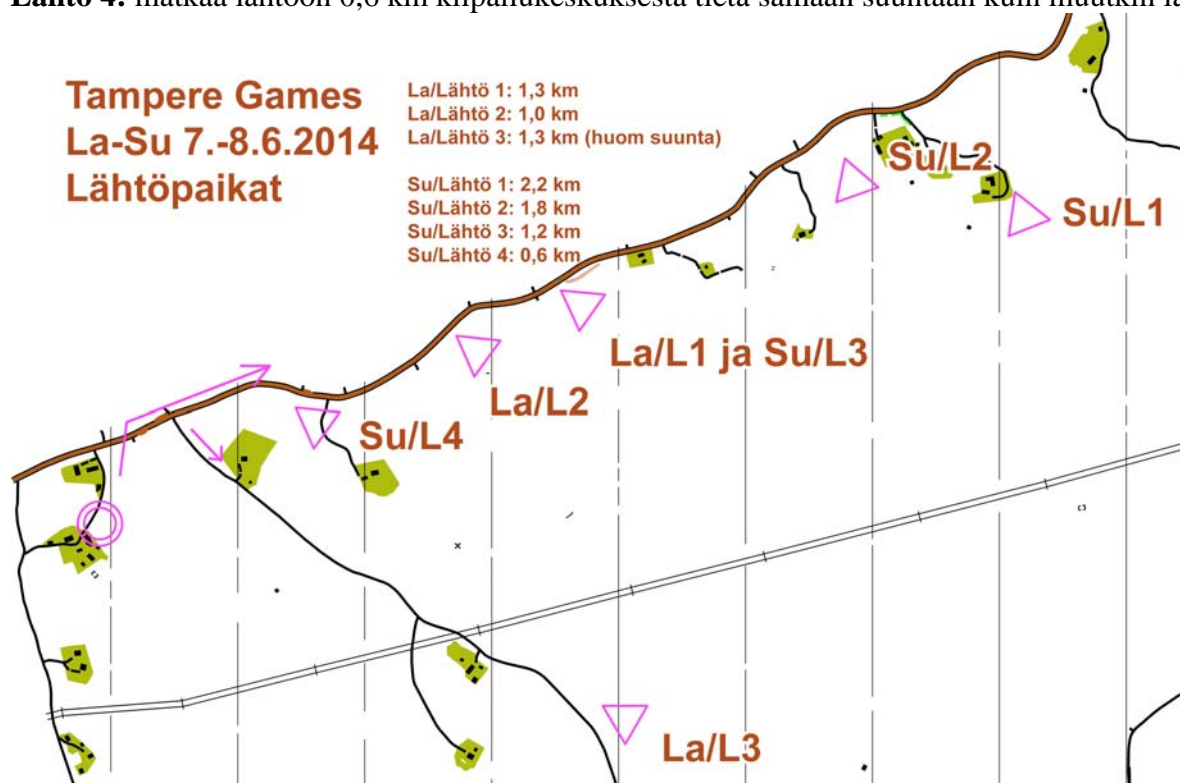 Lähtö 4: matkaa lähtöön 0,6 km kilpailukeskuksesta tietä samaan suuntaan kuin muutkin
Tampere Games
La-Su 7.-8.6.2014
Lähtöpaikat
La/Lähtö 1: 1,3 km
La/Lähtö 2: 1,0 km
La/Lähtö 3: 1,3 km (huom suunta)
Su/Lähtö 1: 2,2 km
Su/Lähtö 2: 1,8 km
Su/Lähtö 3: 1,2 km
Su/Lähtö 4: 0,6 km
Su/L2
Su/L1
La/L1 ja Su/L3
La/L2
Su/L4
La/L3